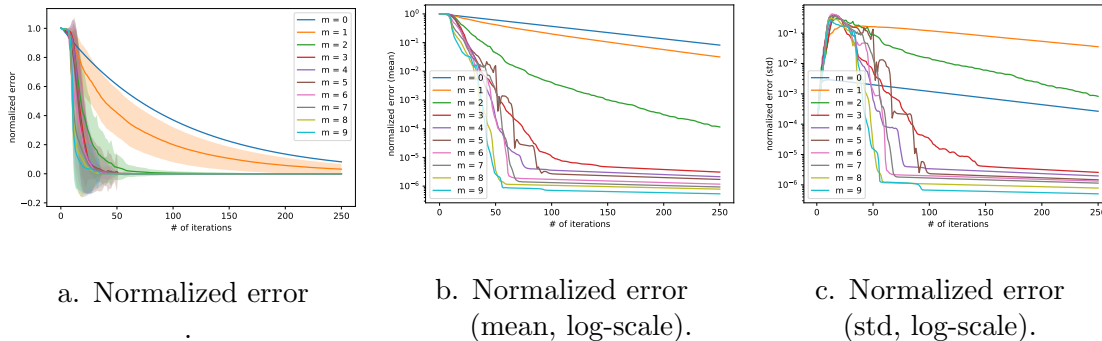 1.0
0.8
0.6
0.4
0.2
0.0
−0.2
normalized error
0 50 100 150 200 250
# of iterations
m = 0
m = 1
m = 2
m = 3
m = 4
m = 5
m = 6
m = 7
m = 8
m = 9
10⁰
10⁻¹
10⁻²
10⁻³
10⁻⁴
10⁻⁵
10⁻⁶
normalized error (mean)
0 50 100 150 200 250
# of iterations
m = 0
m = 1
m = 2
m = 3
m = 4
m = 5
m = 6
m = 7
m = 8
m = 9
10⁻¹
10⁻²
10⁻³
10⁻⁴
10⁻⁵
10⁻⁶
normalized error (std)
0 50 100 150 200 250
# of iterations
m = 0
m = 1
m = 2
m = 3
m = 4
m = 5
m = 6
m = 7
m = 8
m = 9
a. Normalized error
.
b. Normalized error
(mean, log-scale).
c. Normalized error
(std, log-scale).